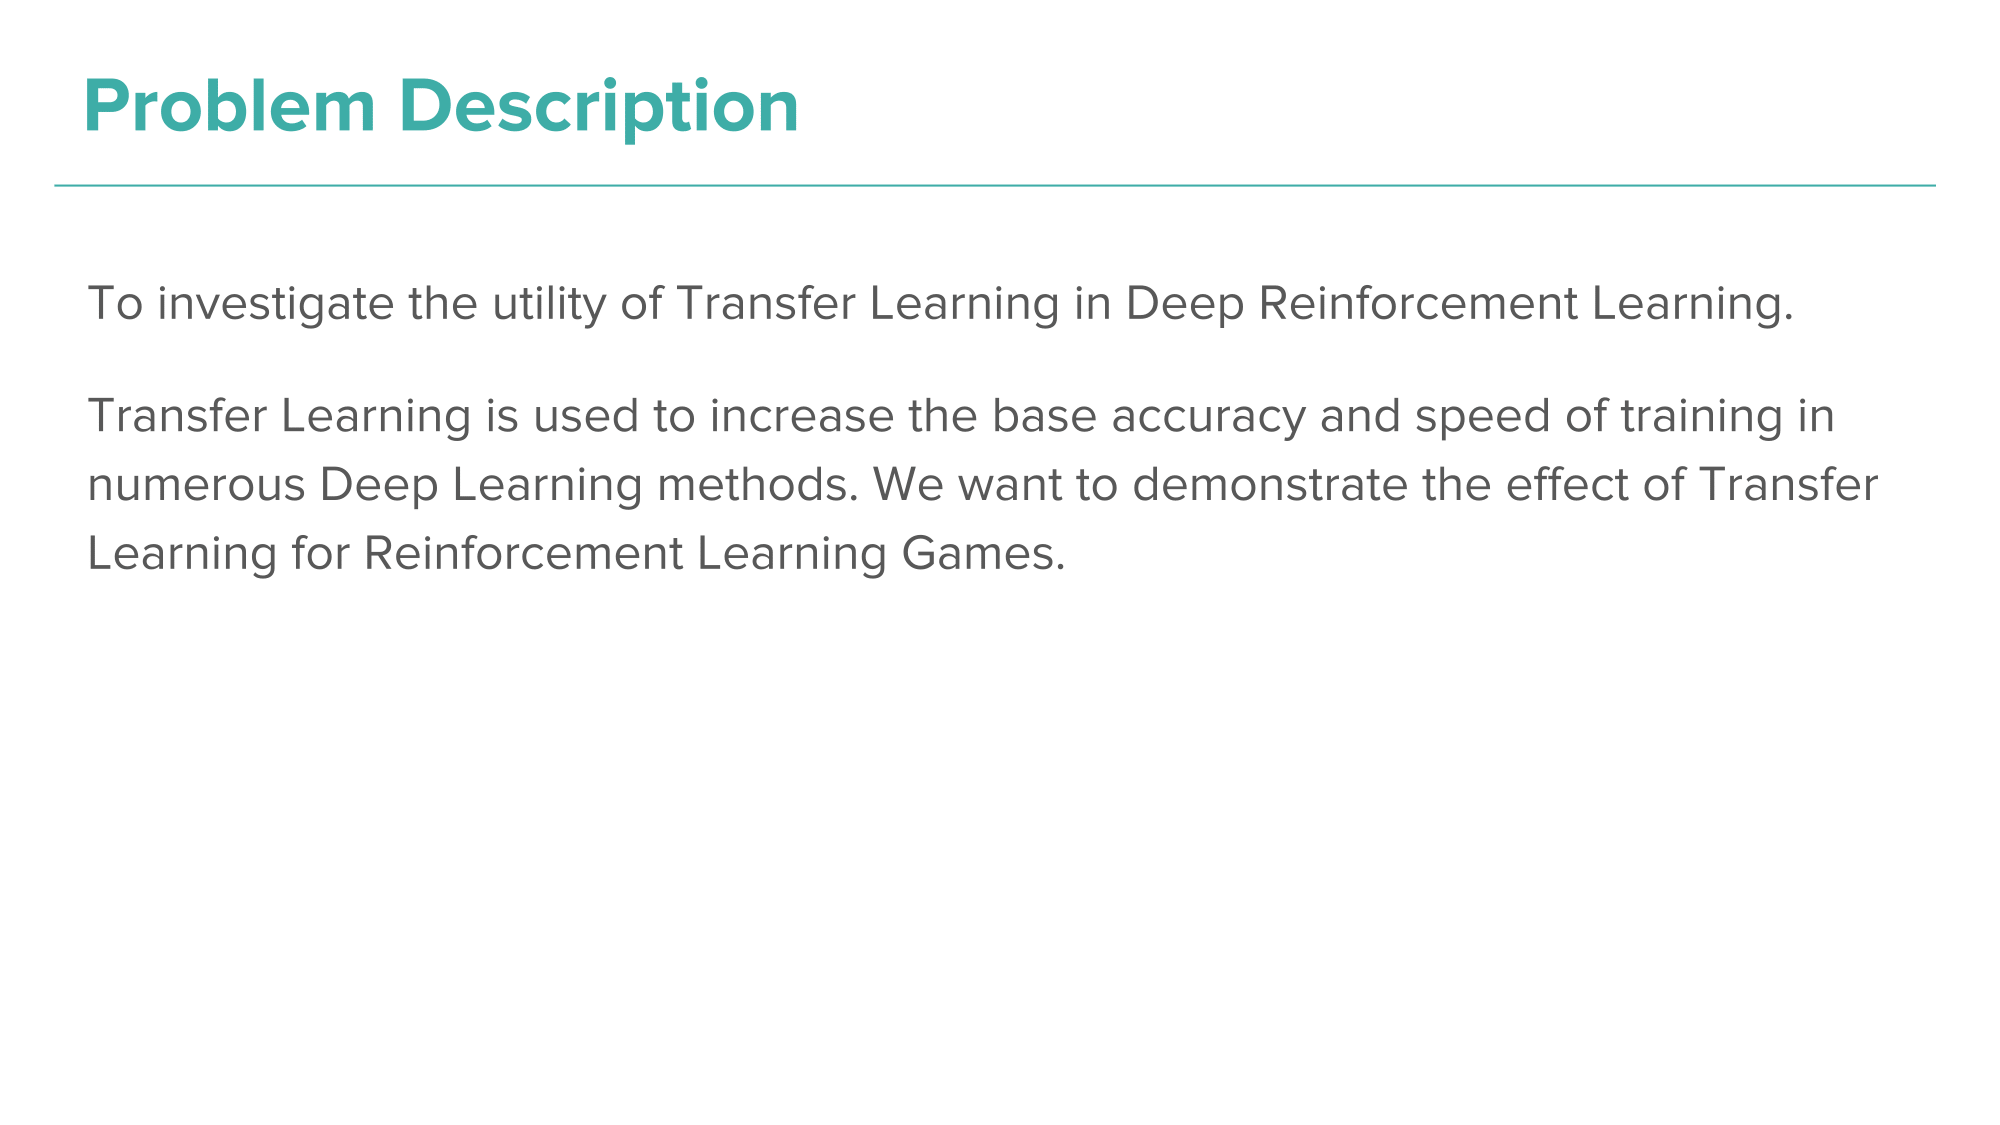 Problem Description
To investigate the utility of Transfer Learning in Deep Reinforcement Learning.
Transfer Learning is used to increase the base accuracy and speed of training in
numerous Deep Learning methods. We want to demonstrate the effect of Transfer
Learning for Reinforcement Learning Games.